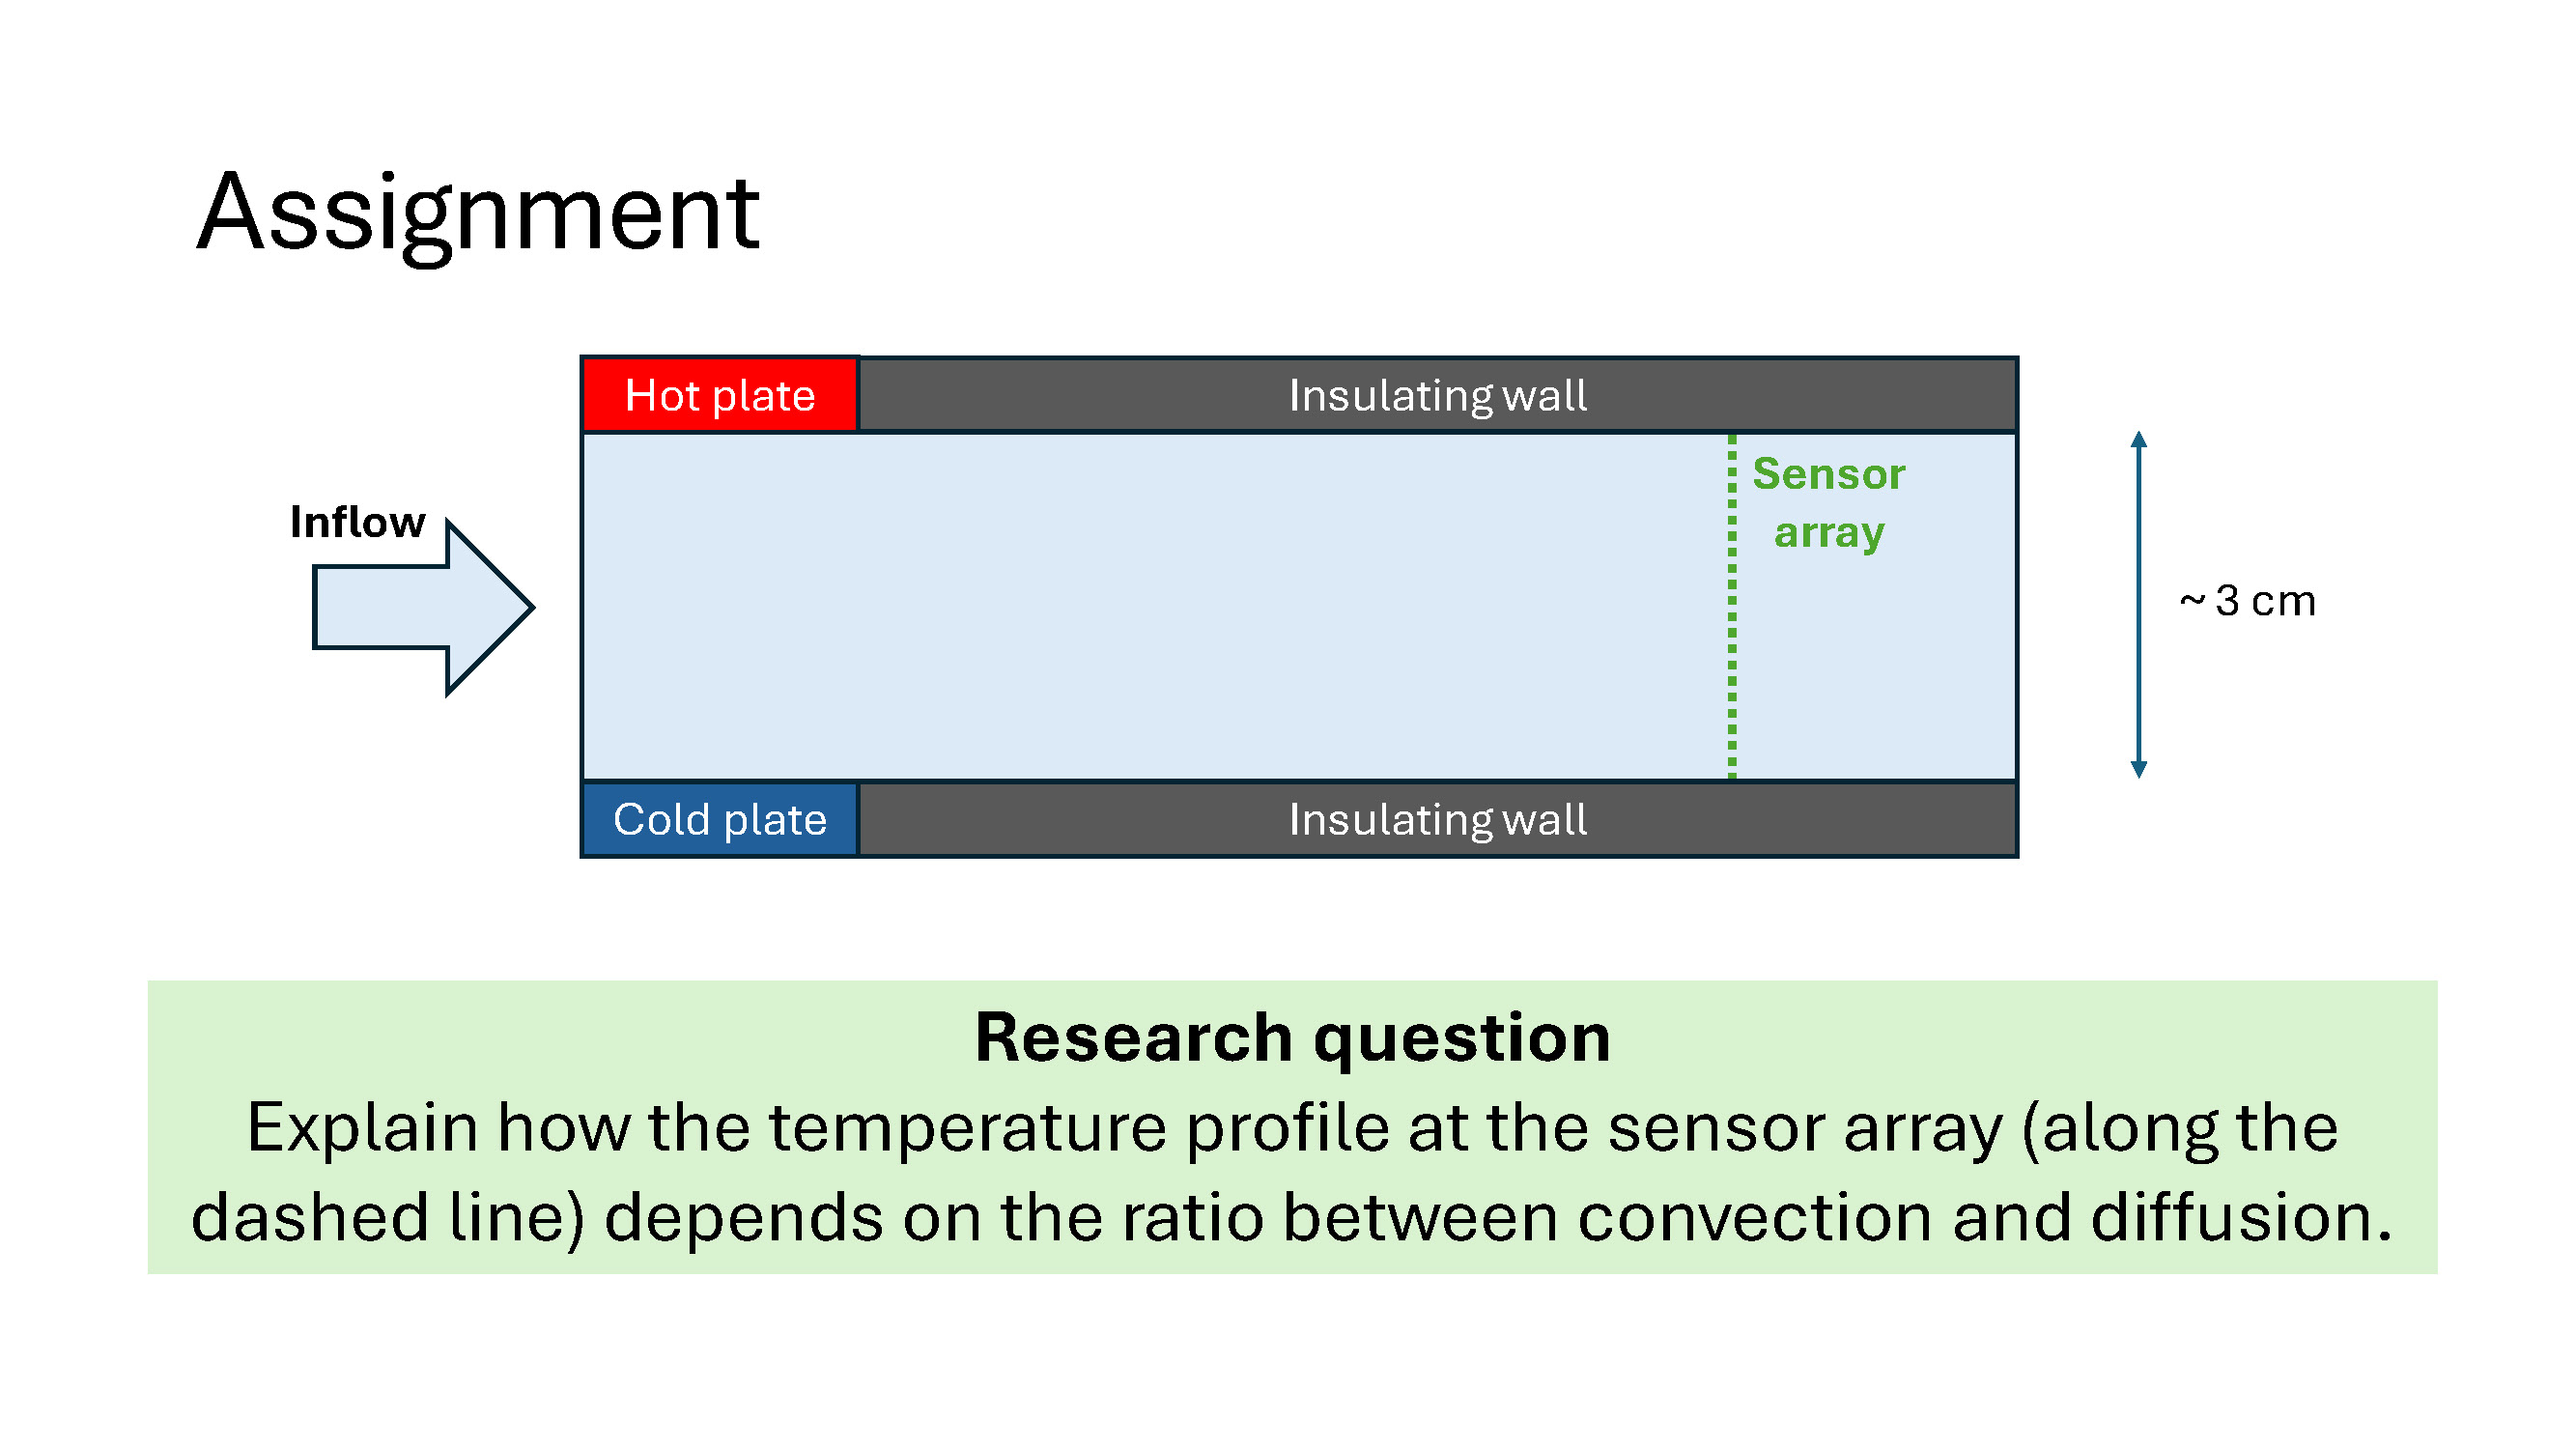 Assignment
Hot plate
Insulating wall
Sensor
array
Inflow
~ 3 cm
Cold plate
Insulating wall
Research question
Explain how the temperature profile at the sensor array (along the
dashed line) depends on the ratio between convection and diffusion.